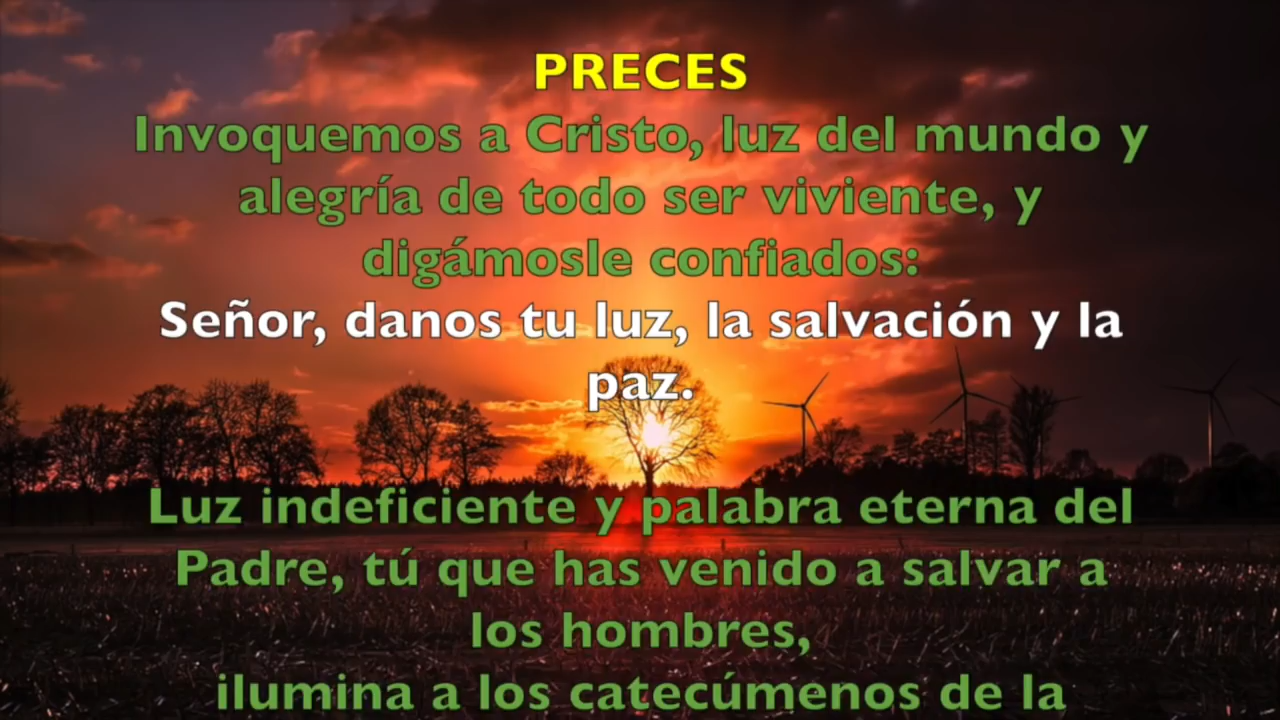 PRECES
Invoquemos a Cristo, luz del mundo y
alegría de todo ser viviente, y
digámosle confiados:
Señor, danos tu luz, la salvación y la
paz.
Luz indeficiente y palabra eterna del
Padre, tú que has venido a salvar a
los hombres,
ilumina a los catecúmenos de la